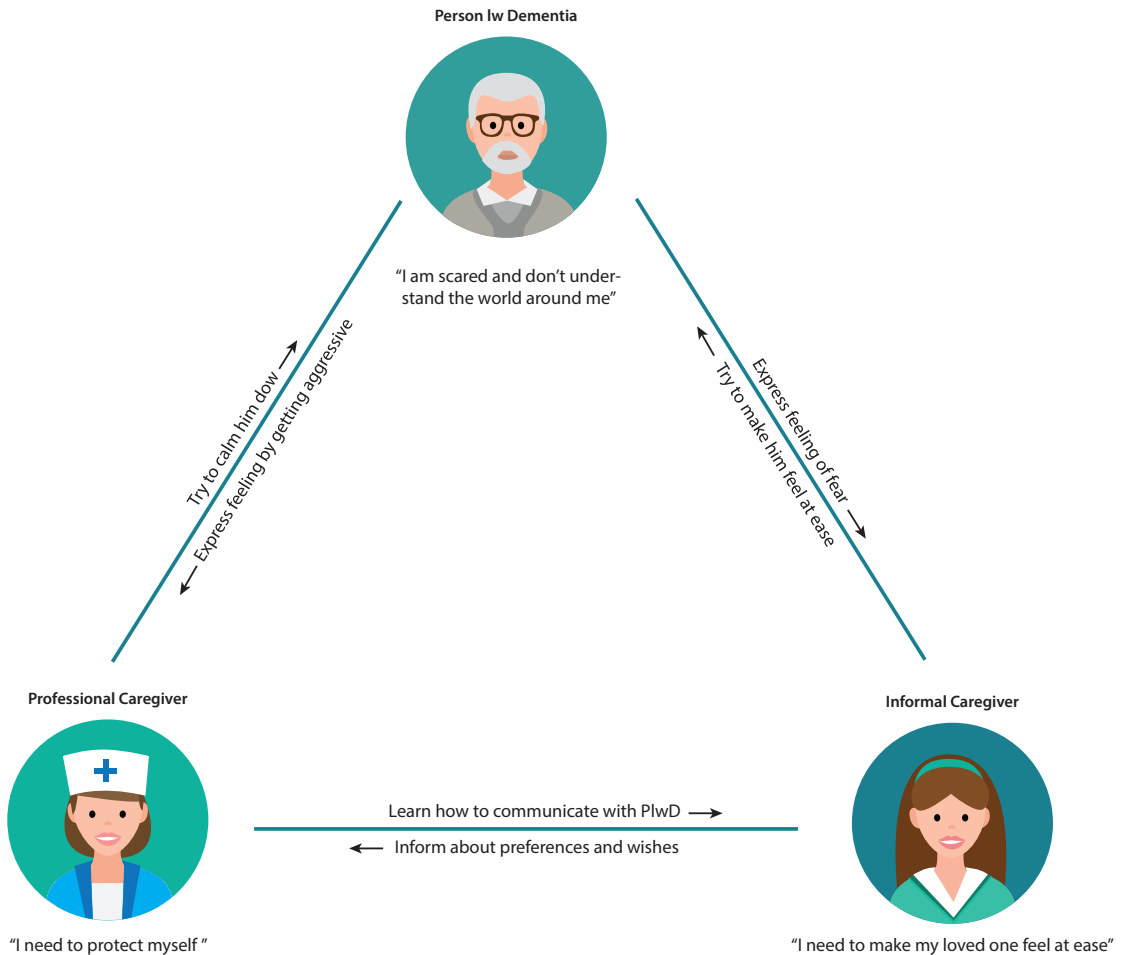 Person lw Dementia
“I am scared and don’t under-
stand the world around me”
Try to calm him dow
Express feeling by getting aggressive
Express feeling of fear
Try to make him feel at ease
Professional Caregiver
Informal Caregiver
Learn how to communicate with PlwD
Inform about preferences and wishes
“I need to protect myself ”
“I need to make my loved one feel at ease”